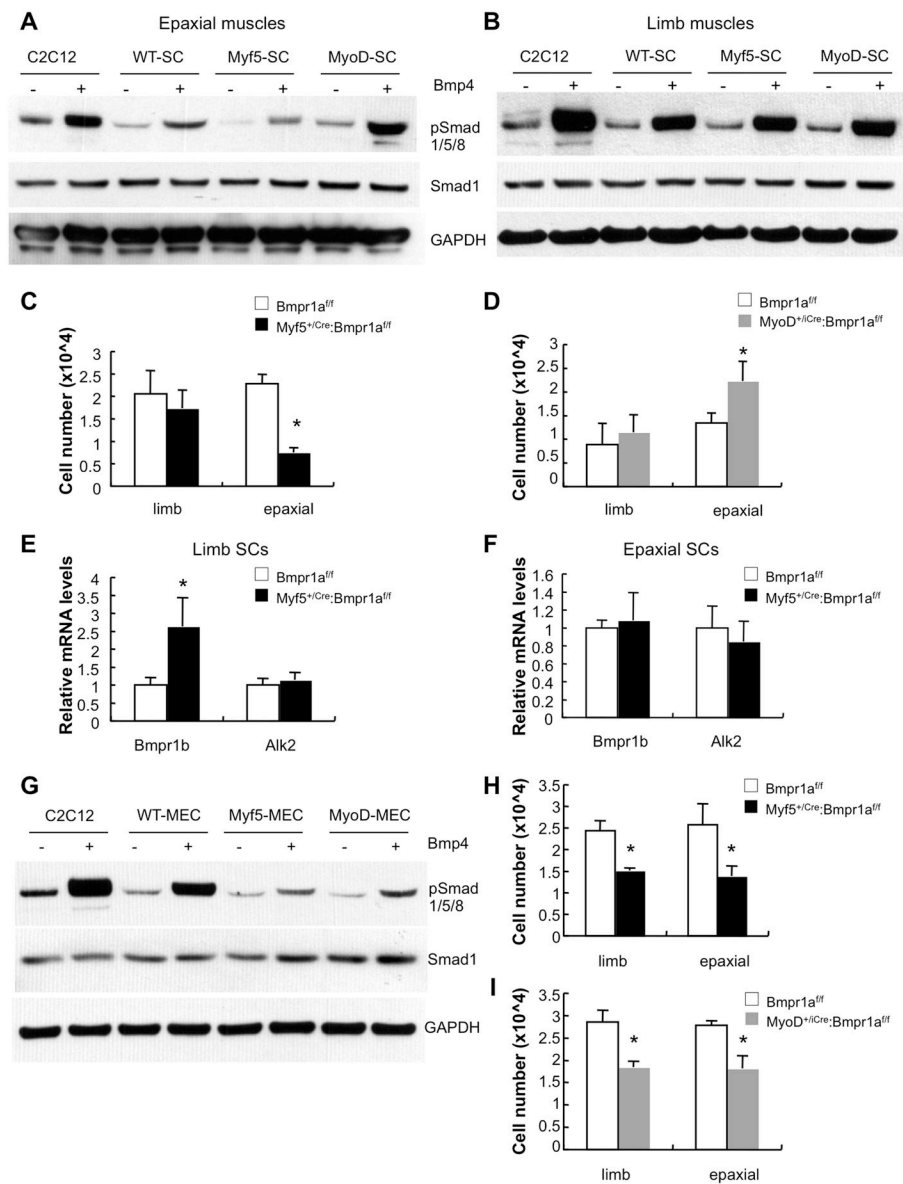 A
Epaxial muscles
C2C12 WT-SC Myf5-SC MyoD-SC
- + - + - + - + Bmp4
pSmad
1/5/8
Smad1
GAPDH
B
Limb muscles
C2C12 WT-SC Myf5-SC MyoD-SC
- + - + - + - +
C
Bmpr1a^f/f
Myf5^+/Cre:Bmpr1a^f/f
Cell number (x10^4)
3
2.5
2
1.5
1
0.5
0
*
limb epaxial
D
Bmpr1a^f/f
MyoD^+/iCre:Bmpr1a^f/f
Cell number (x10^4)
3
2.5
2
1.5
1
0.5
0
*
limb epaxial
E
Limb SCs
Bmpr1a^f/f
Myf5^+/Cre:Bmpr1a^f/f
Relative mRNA levels
4
3.5
3
2.5
2
1.5
1
0.5
0
*
Bmpr1b Alk2
F
Epaxial SCs
Bmpr1a^f/f
Myf5^+/Cre:Bmpr1a^f/f
Relative mRNA levels
1.6
1.4
1.2
1
0.8
0.6
0.4
0.2
0
Bmpr1b Alk2
G
C2C12 WT-MEC Myf5-MEC MyoD-MEC
- + - + - + - + Bmp4
pSmad
1/5/8
Smad1
GAPDH
H
Bmpr1a^f/f
Myf5^+/Cre:Bmpr1a^f/f
Cell number (x10^4)
3.5
3
2.5
2
1.5
1
0.5
0
* *
limb epaxial
I
Bmpr1a^f/f
MyoD^+/iCre:Bmpr1a^f/f
Cell number (x10^4)
3.5
3
2.5
2
1.5
1
0.5
0
* *
limb epaxial